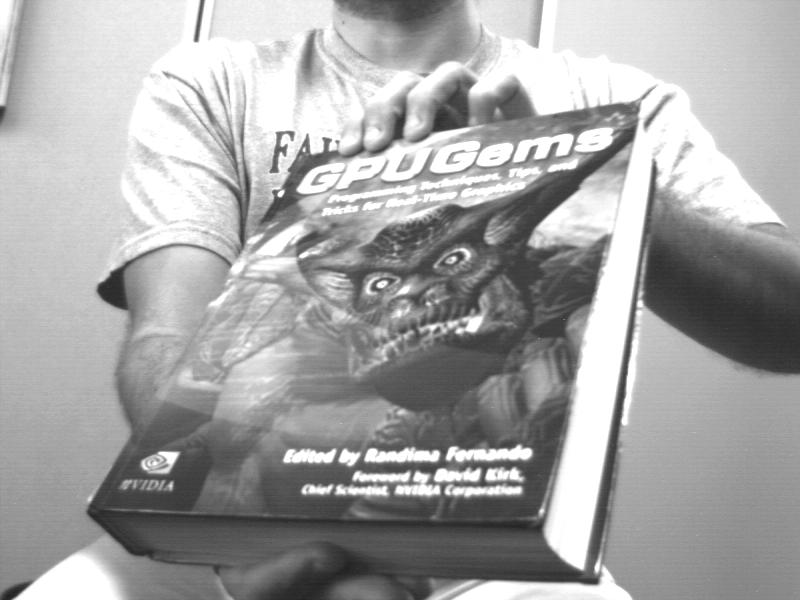 FA
GPUGems
Programming Techniques, Tips, and
Tricks for Real-Time Graphics
Edited by Randima Fernando
Foreword by David Kirk,
Chief Scientist, NVIDIA Corporation
NVIDIA